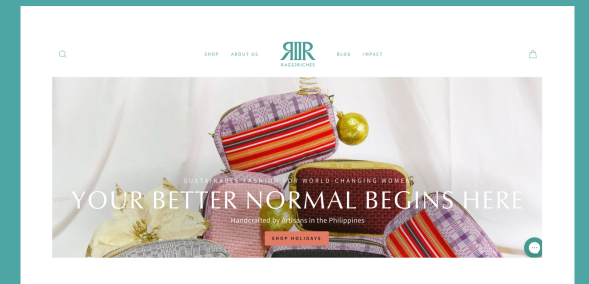 SHOP
ABOUT US
RIIR
RAGS2RICHES
BLOG
IMPACT
SUSTAINABLE FASHION FOR WORLD-CHANGING WOMEN
YOUR BETTER NORMAL BEGINS HERE
Handcrafted by Artisans in the Philippines
SHOP HOLIDAYS